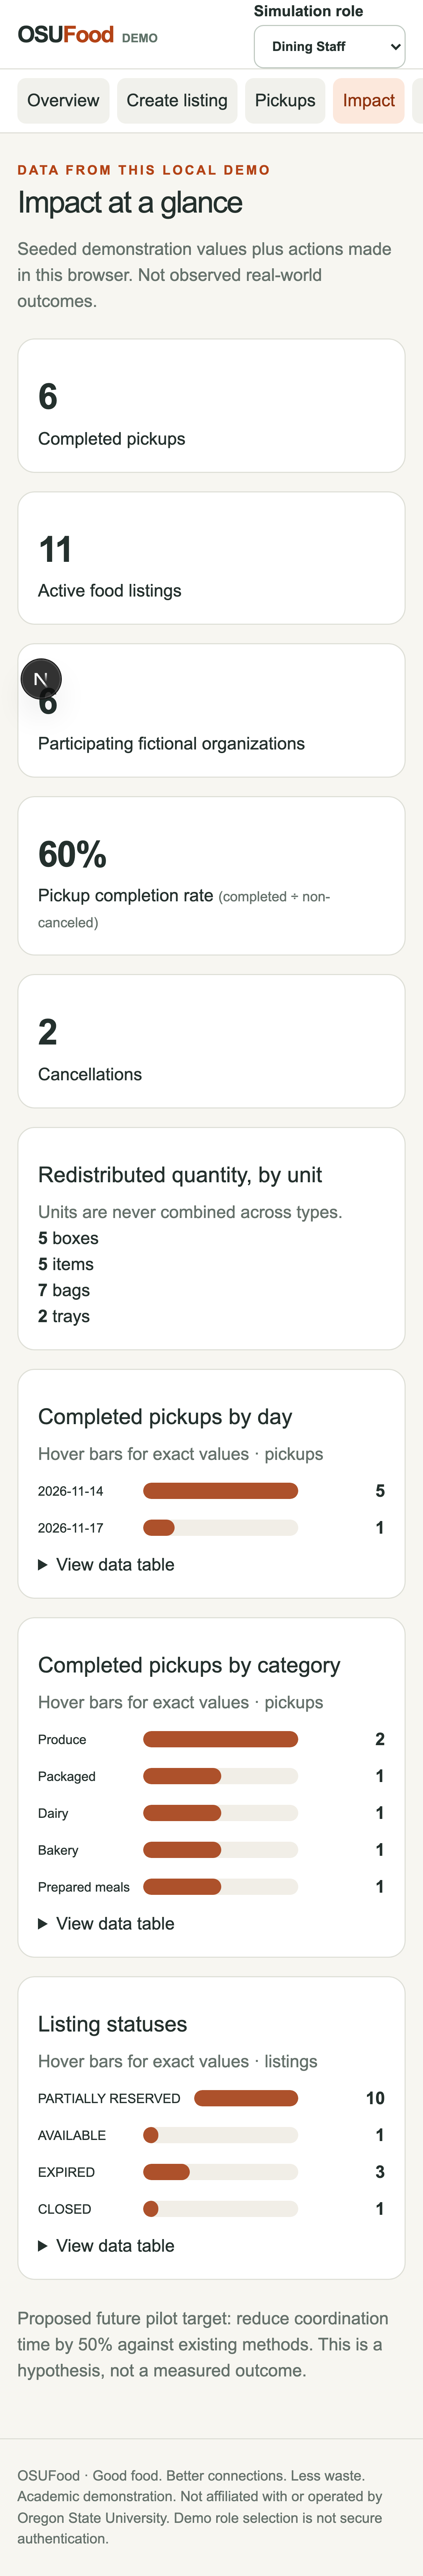 OSUFood DEMO
Simulation role
Dining Staff
Overview
Create listing
Pickups
Impact
DATA FROM THIS LOCAL DEMO
Impact at a glance
Seeded demonstration values plus actions made
in this browser. Not observed real-world
outcomes.
6
Completed pickups
11
Active food listings
N
6
Participating fictional organizations
60%
Pickup completion rate (completed ÷ non-
canceled)
2
Cancellations
Redistributed quantity, by unit
Units are never combined across types.
5 boxes
5 items
7 bags
2 trays
Completed pickups by day
Hover bars for exact values · pickups
2026-11-14 5
2026-11-17 1
View data table
Completed pickups by category
Hover bars for exact values · pickups
Produce 2
Packaged 1
Dairy 1
Bakery 1
Prepared meals 1
View data table
Listing statuses
Hover bars for exact values · listings
PARTIALLY RESERVED 10
AVAILABLE 1
EXPIRED 3
CLOSED 1
View data table
Proposed future pilot target: reduce coordination
time by 50% against existing methods. This is a
hypothesis, not a measured outcome.
OSUFood · Good food. Better connections. Less waste.
Academic demonstration. Not affiliated with or operated by
Oregon State University. Demo role selection is not secure
authentication.